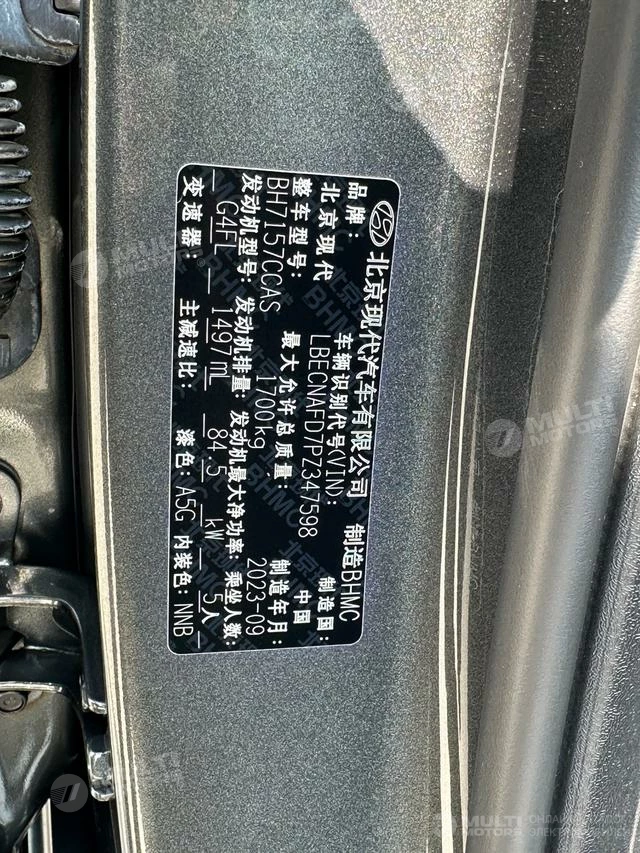 北京现代汽车有限公司 制造BHMC
品牌: 车辆识别代号(VIN): 制造国:
北京现代 LBECNAFD7PZ347598 中国
整车型号: 最大允许总质量: 制造年月:
BH7157CCAS 1700kg 2023-09
发动机型号: 发动机排量: 发动机最大净功率: 乘坐人数:
G4FL 1497ml 84.5 kW 5人
变速器: 主减速比: 漆色: A5G 内装色: NNB
MULTI
MOTORS